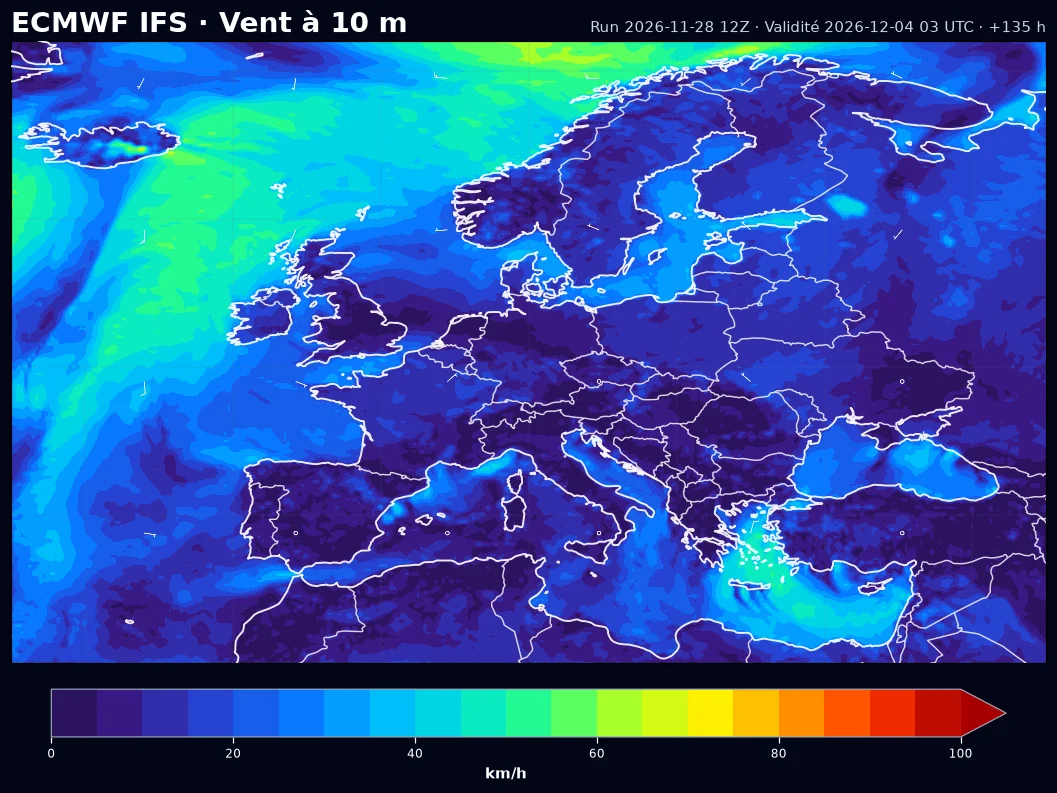 ECMWF IFS · Vent à 10 m
Run 2026-11-28 12Z · Validité 2026-12-04 03 UTC · +135 h
0 20 40 60 80 100
km/h